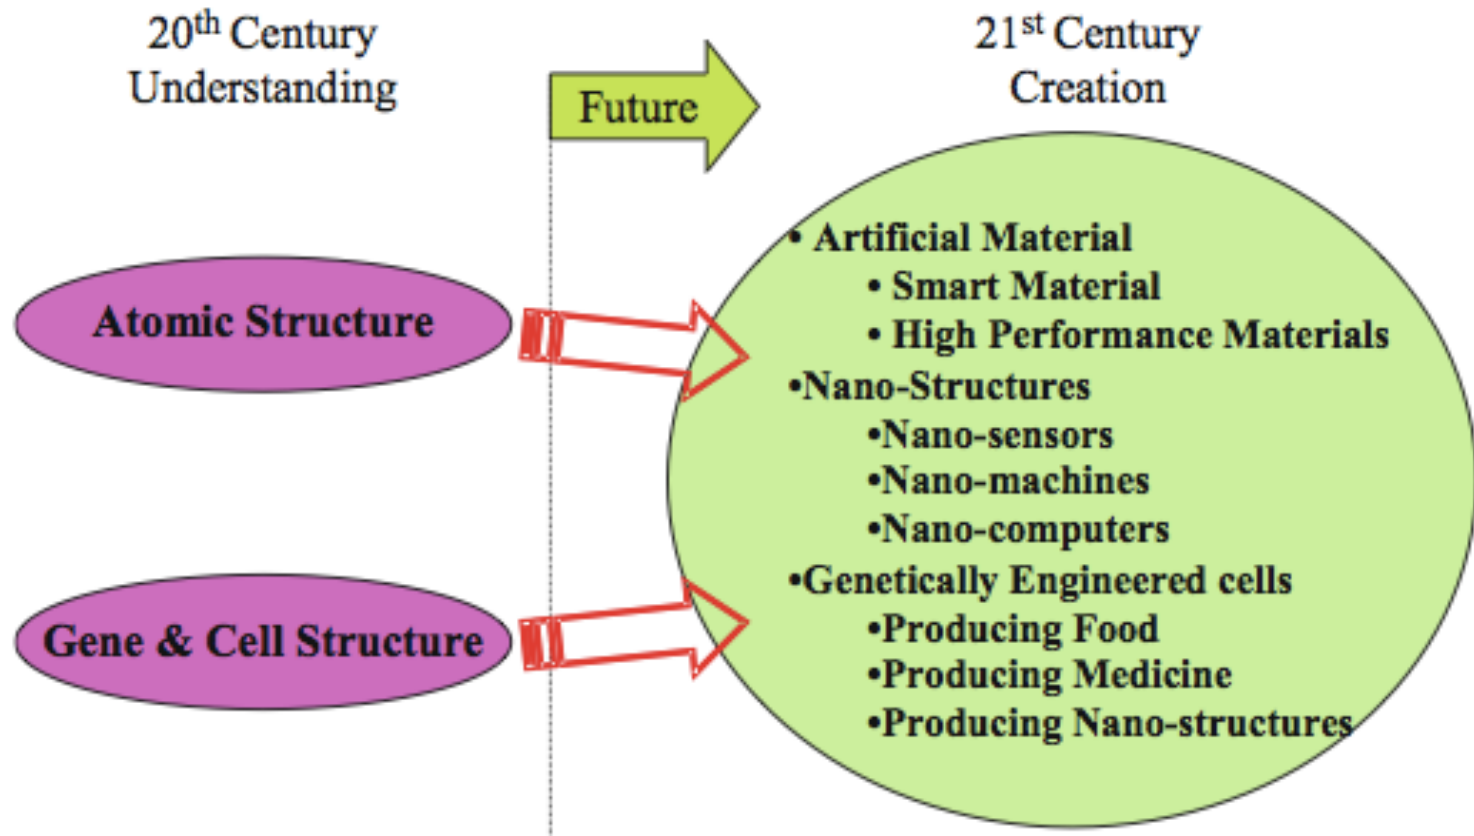 20th Century
Understanding
Future
21st Century
Creation
Atomic Structure
Gene & Cell Structure
• Artificial Material
• Smart Material
• High Performance Materials
•Nano-Structures
•Nano-sensors
•Nano-machines
•Nano-computers
•Genetically Engineered cells
•Producing Food
•Producing Medicine
•Producing Nano-structures